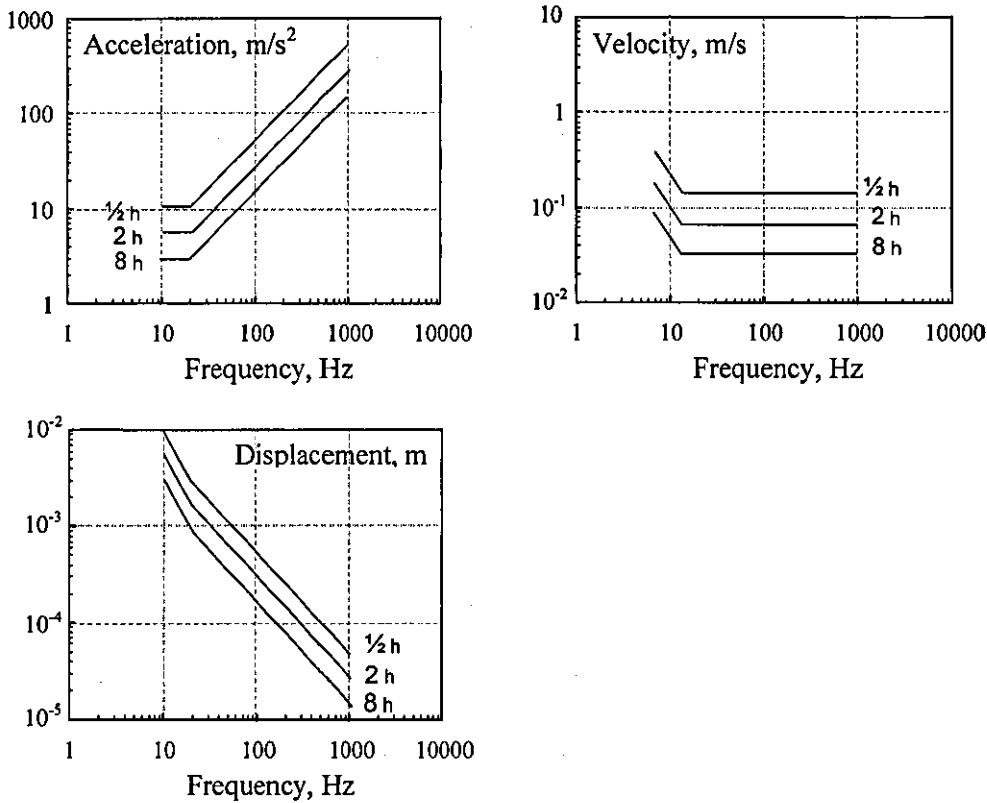 Acceleration, m/s²
1000
100
10
1
½ h
2 h
8 h
1 10 100 1000 10000
Frequency, Hz
Velocity, m/s
10
1
10⁻¹
10⁻²
½ h
2 h
8 h
1 10 100 1000 10000
Frequency, Hz
Displacement, m
10⁻²
10⁻³
10⁻⁴
10⁻⁵
½ h
2 h
8 h
1 10 100 1000 10000
Frequency, Hz